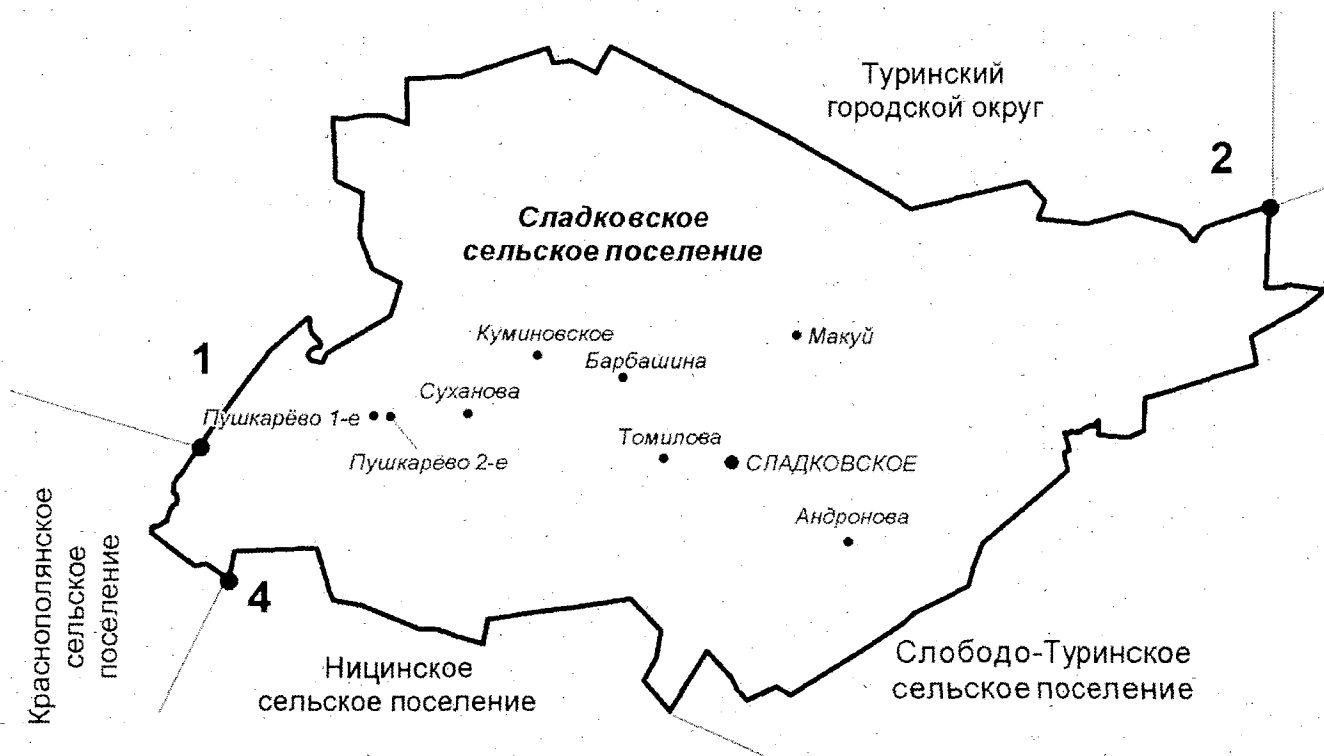 Туринский
городской округ
2
Сладковское
сельское поселение
Куминовское
Макуй
Барбашина
1
Суханова
Пушкарёво 1-е
Томилова
Пушкарёво 2-е
СЛАДКОВСКОЕ
Андронова
Краснополянское
сельское
поселение
4
Ницинское
сельское поселение
Слободо-Туринское
сельское поселение